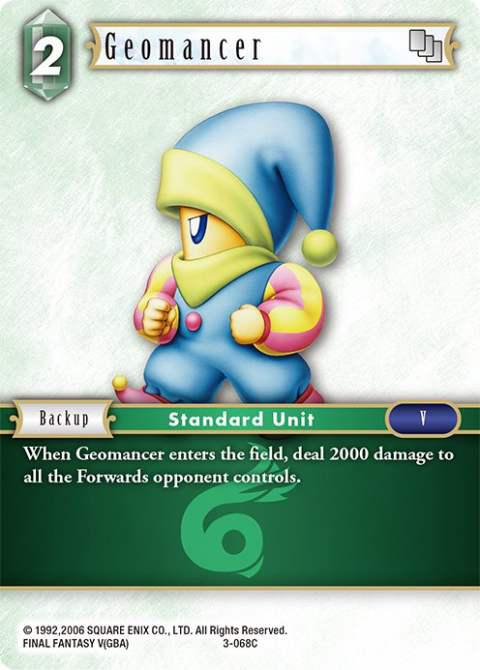 2
Geomancer
Backup
Standard Unit
V
When Geomancer enters the field, deal 2000 damage to
all the Forwards opponent controls.
© 1992,2006 SQUARE ENIX CO., LTD. All Rights Reserved.
FINAL FANTASY V(GBA)
3-068C